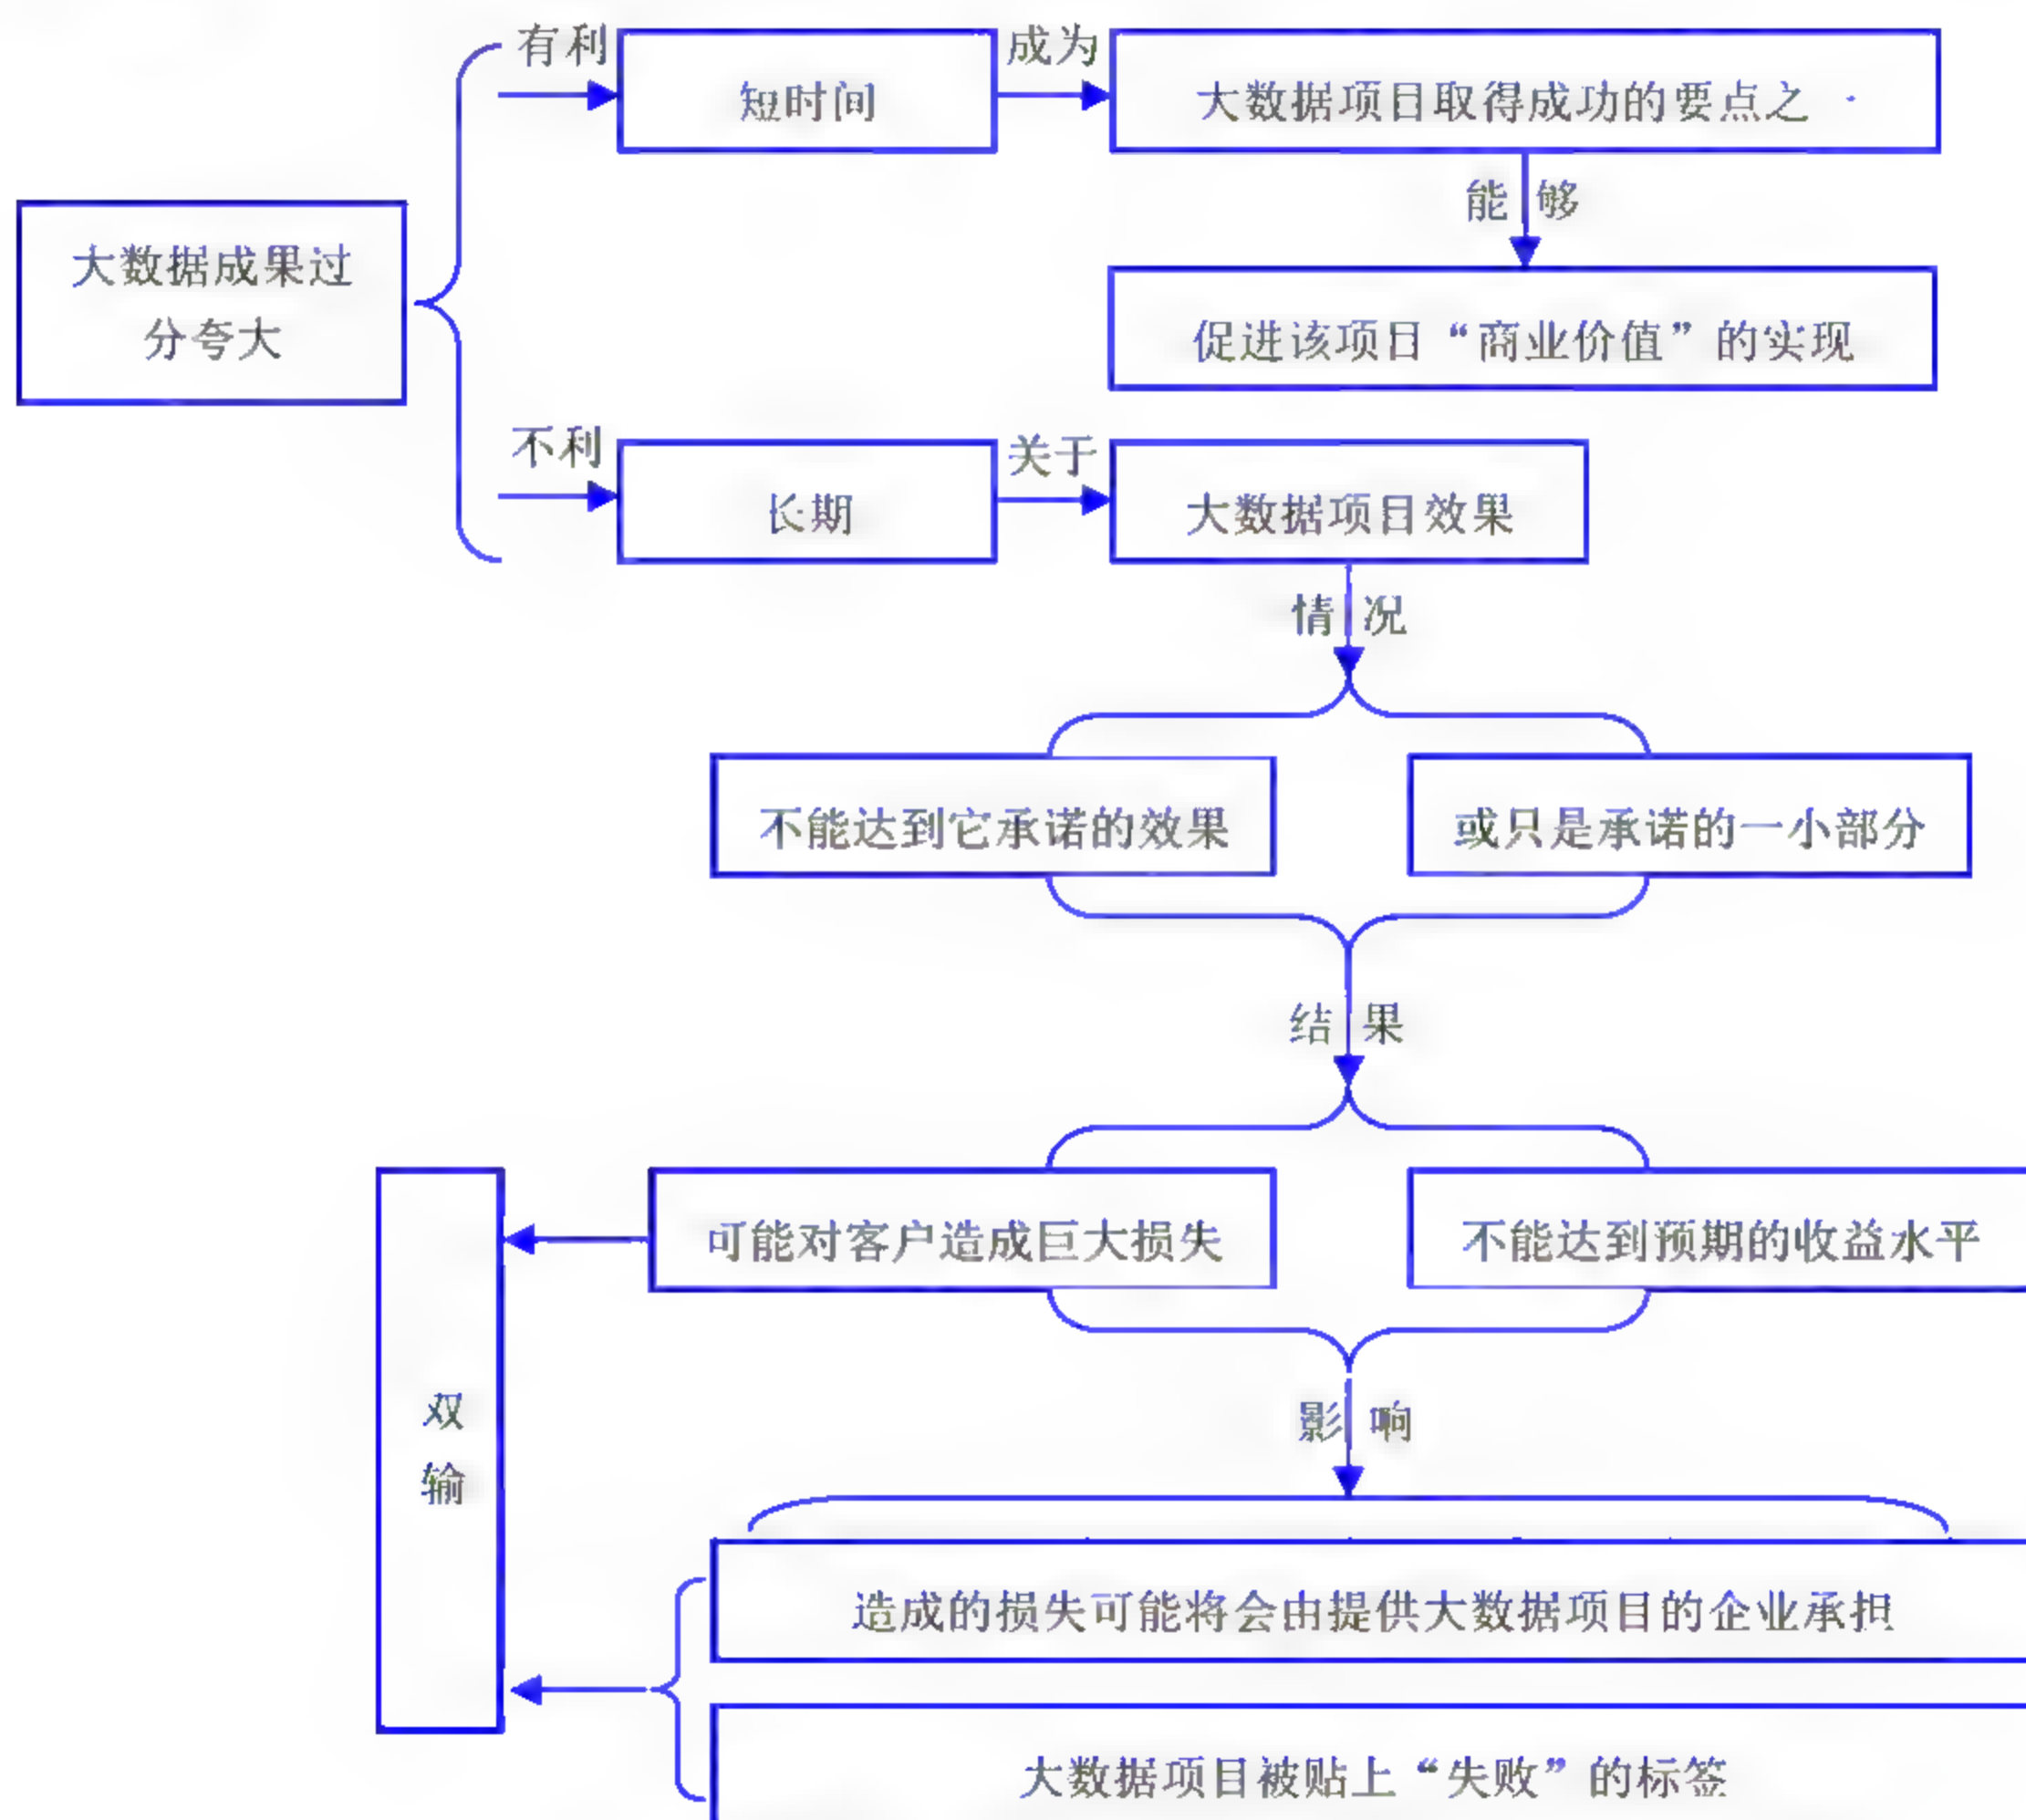 有利
短时间
成为
大数据项目取得成功的要点之
能够
大数据成果过
分夸大
促进该项目“商业价值”的实现
不利
长期
关于
大数据项目效果
情况
不能达到它承诺的效果
或只是承诺的一小部分
结果
可能对客户造成巨大损失
不能达到预期的收益水平
双
输
影响
造成的损失可能将会由提供大数据项目的企业承担
大数据项目被贴上“失败”的标签